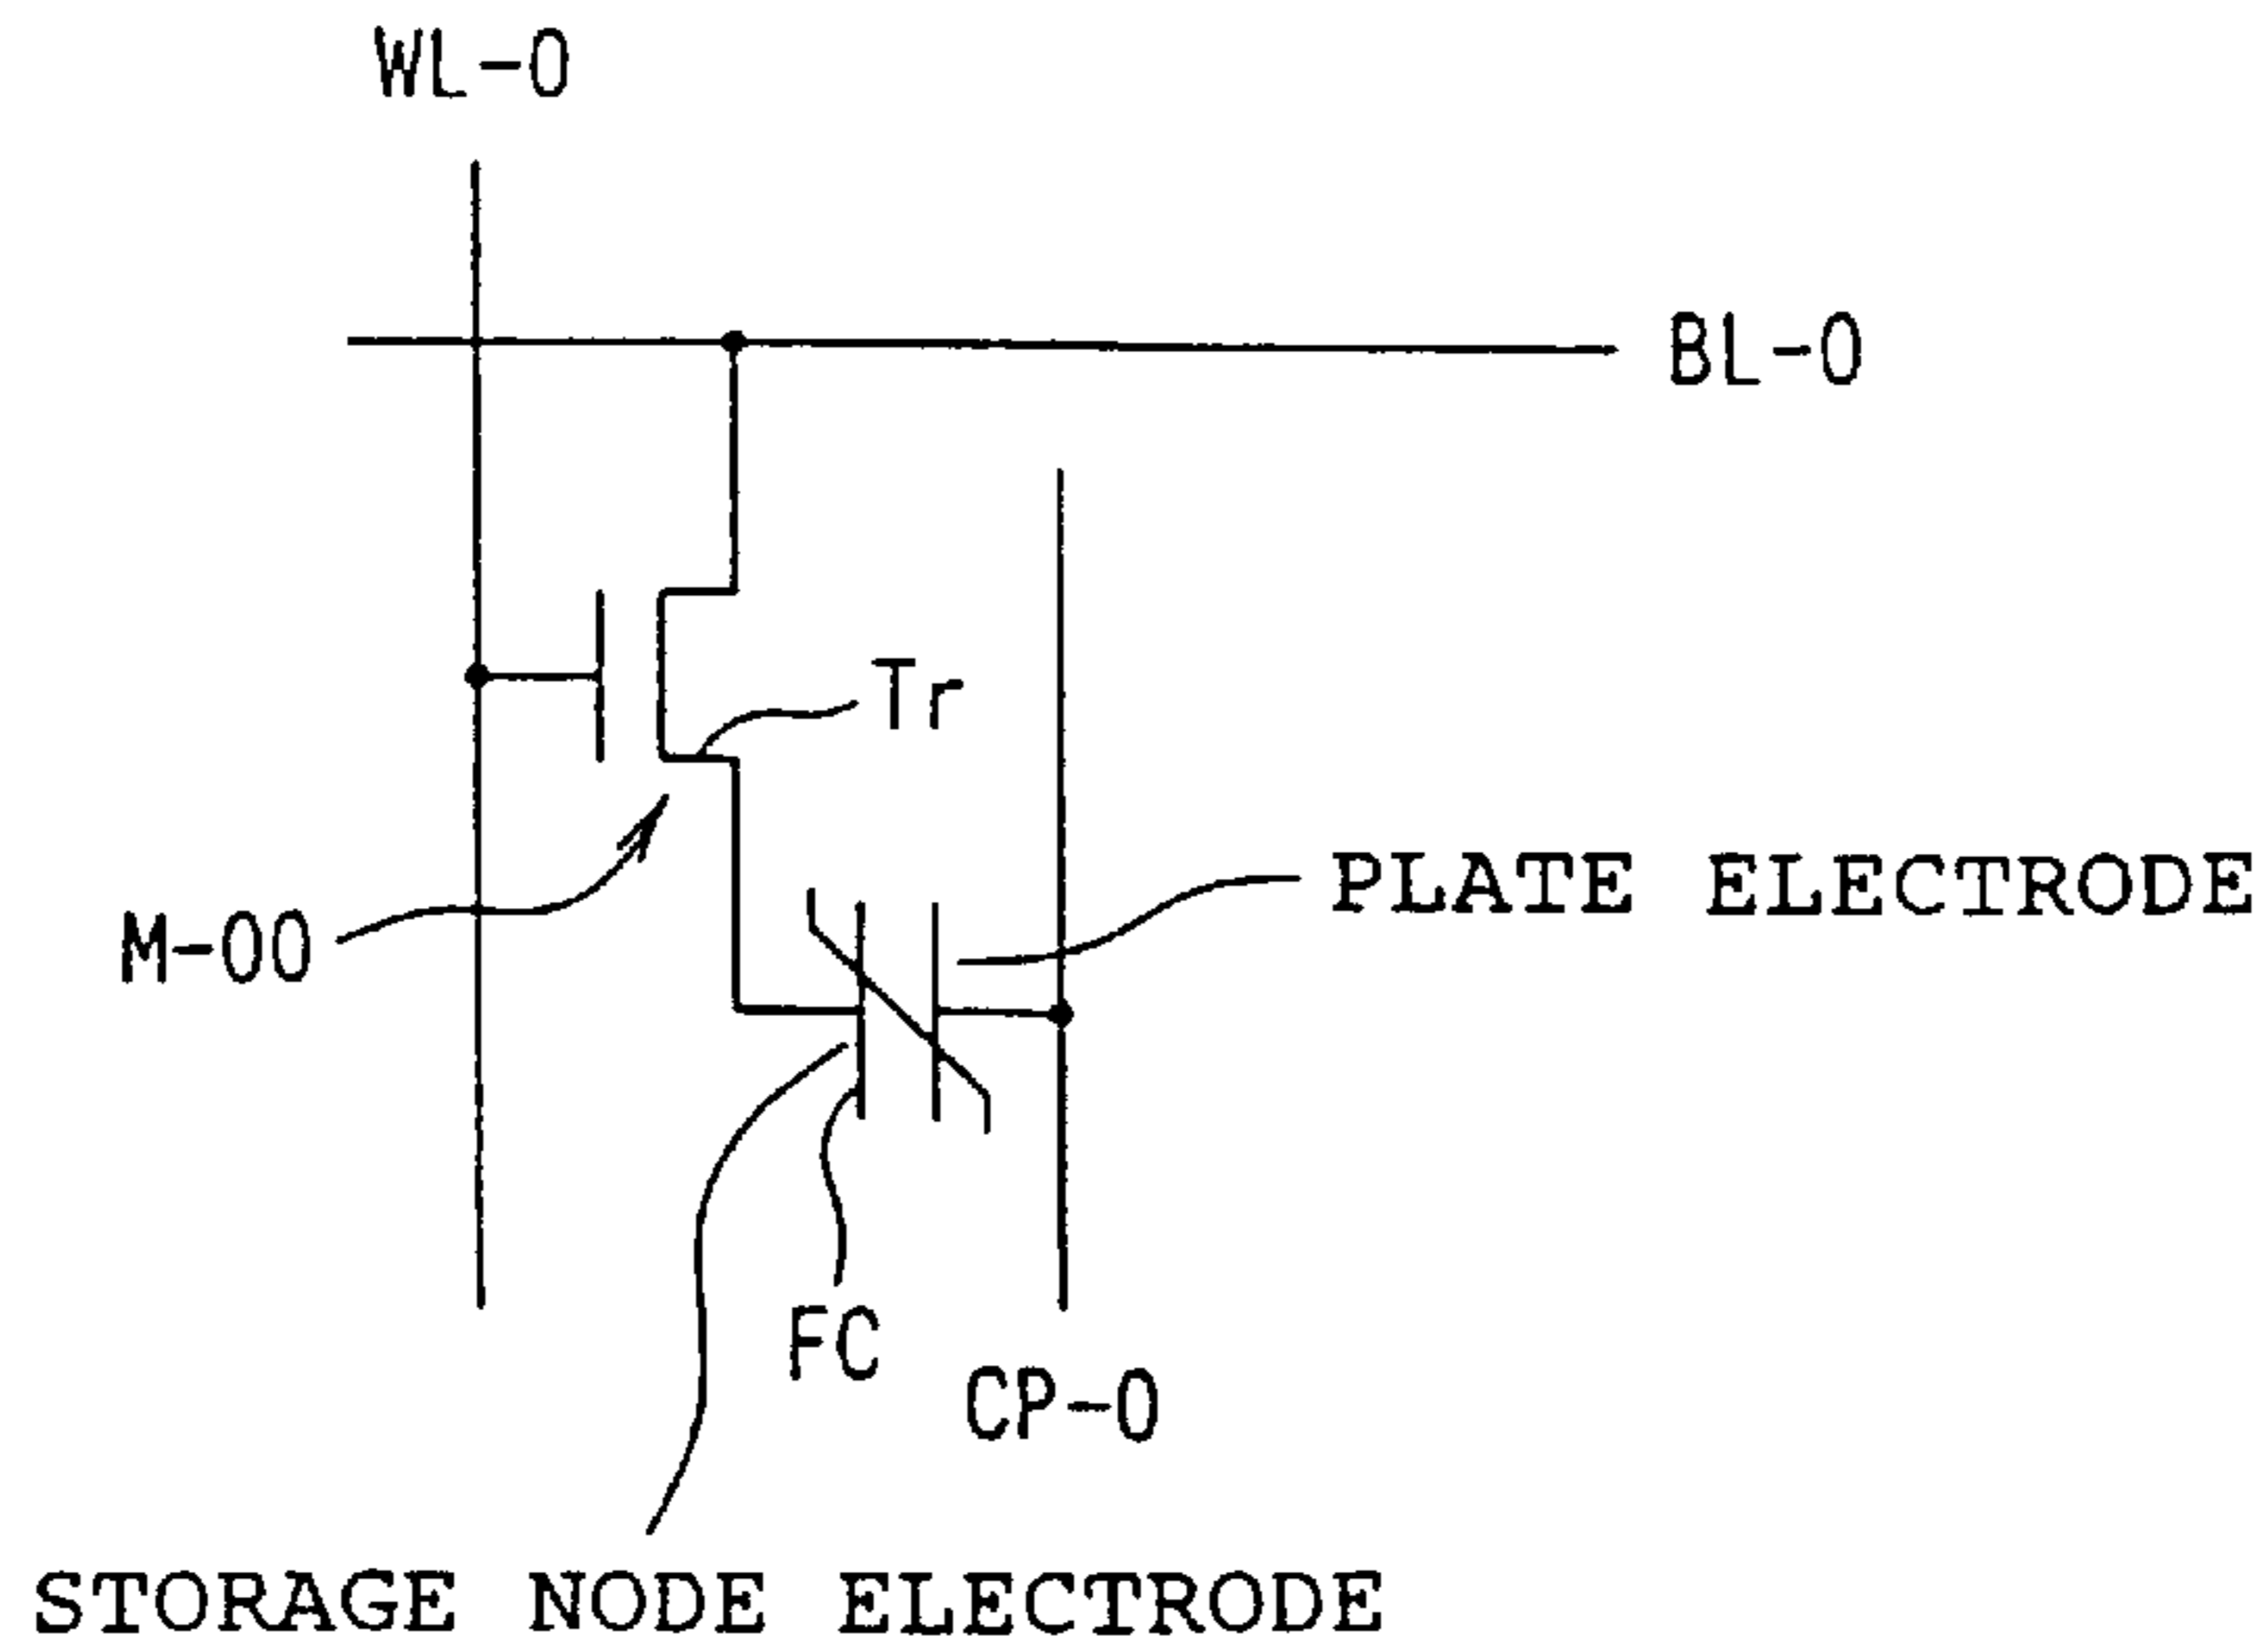 WL-0
BL-0
Tr
PLATE ELECTRODE
M-00
FC
CP-0
STORAGE NODE ELECTRODE